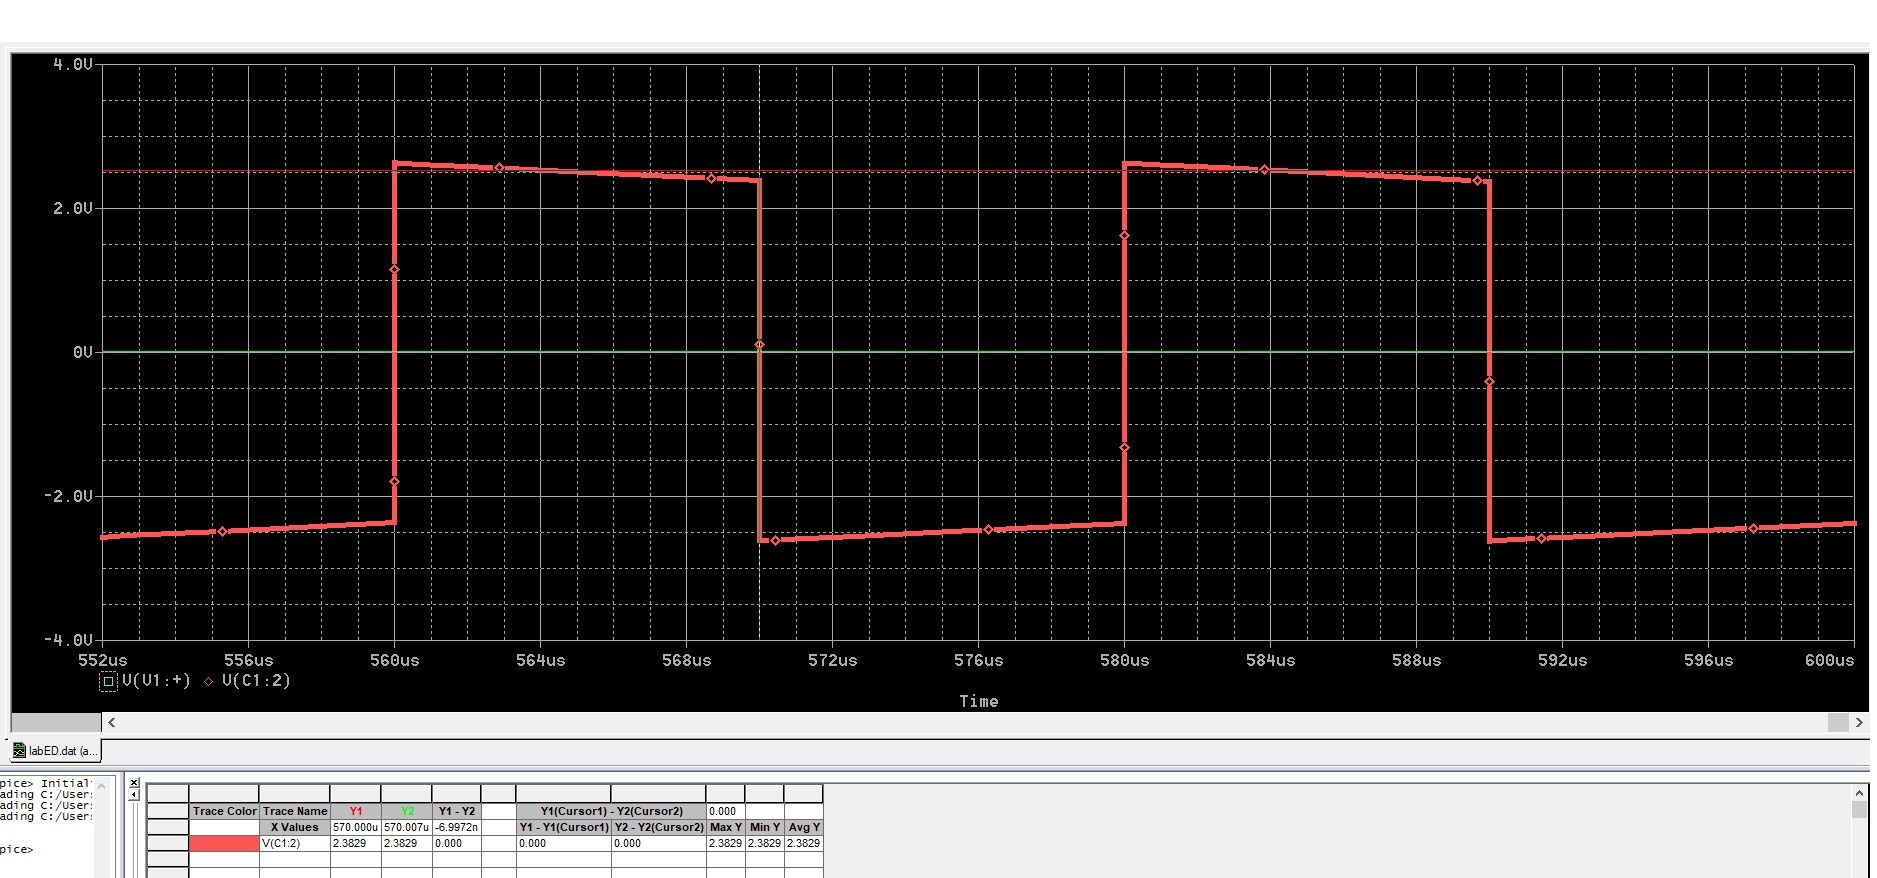 4.0V
2.0V
0V
-2.0V
-4.0V
552us 556us 560us 564us 568us 572us 576us 580us 584us 588us 592us 596us 600us
V(V1:+) V(C1:2)
Time
labED.dat (a...
pice> Initial
ading C:/Users
ading C:/Users
ading C:/Users
pice>
Trace Color Trace Name Y1 Y2 Y1 - Y2 Y1(Cursor1) - Y2(Cursor2) 0.000
X Values 570.000u 570.007u -6.9972n Y1 - Y1(Cursor1) Y2 - Y2(Cursor2) Max Y Min Y Avg Y
V(C1:2) 2.3829 2.3829 0.000 0.000 0.000 2.3829 2.3829 2.3829